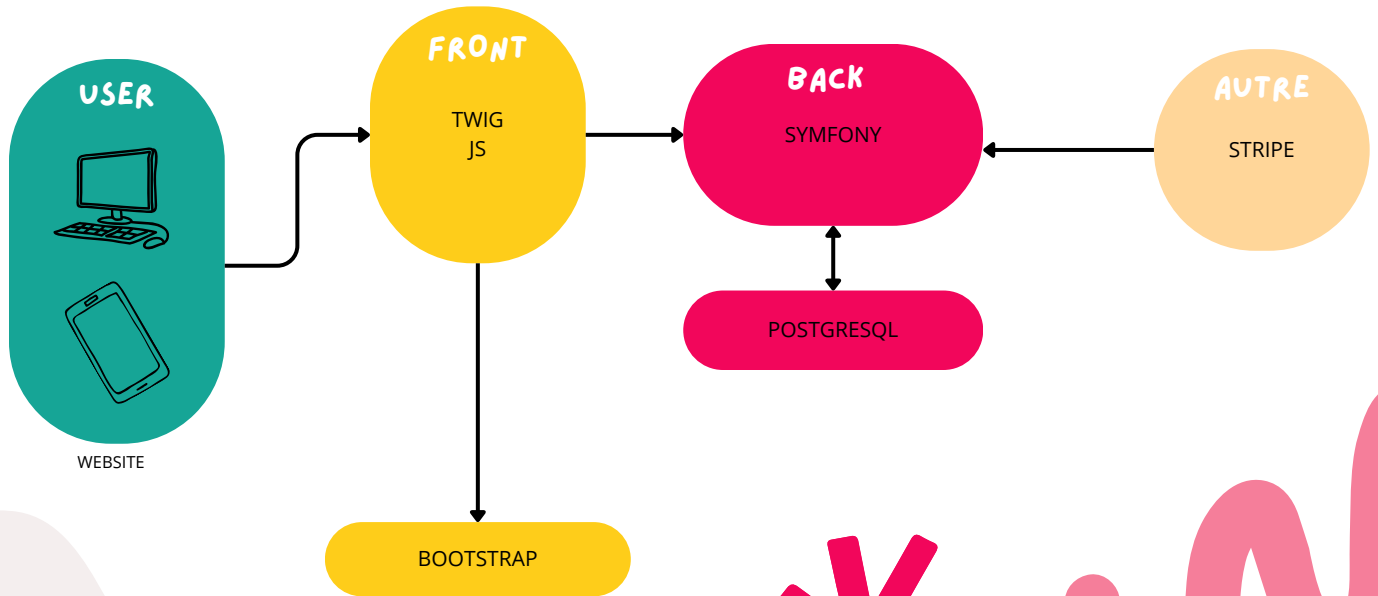 USER
WEBSITE
FRONT
TWIG
JS
BOOTSTRAP
BACK
SYMFONY
POSTGRESQL
AUTRE
STRIPE